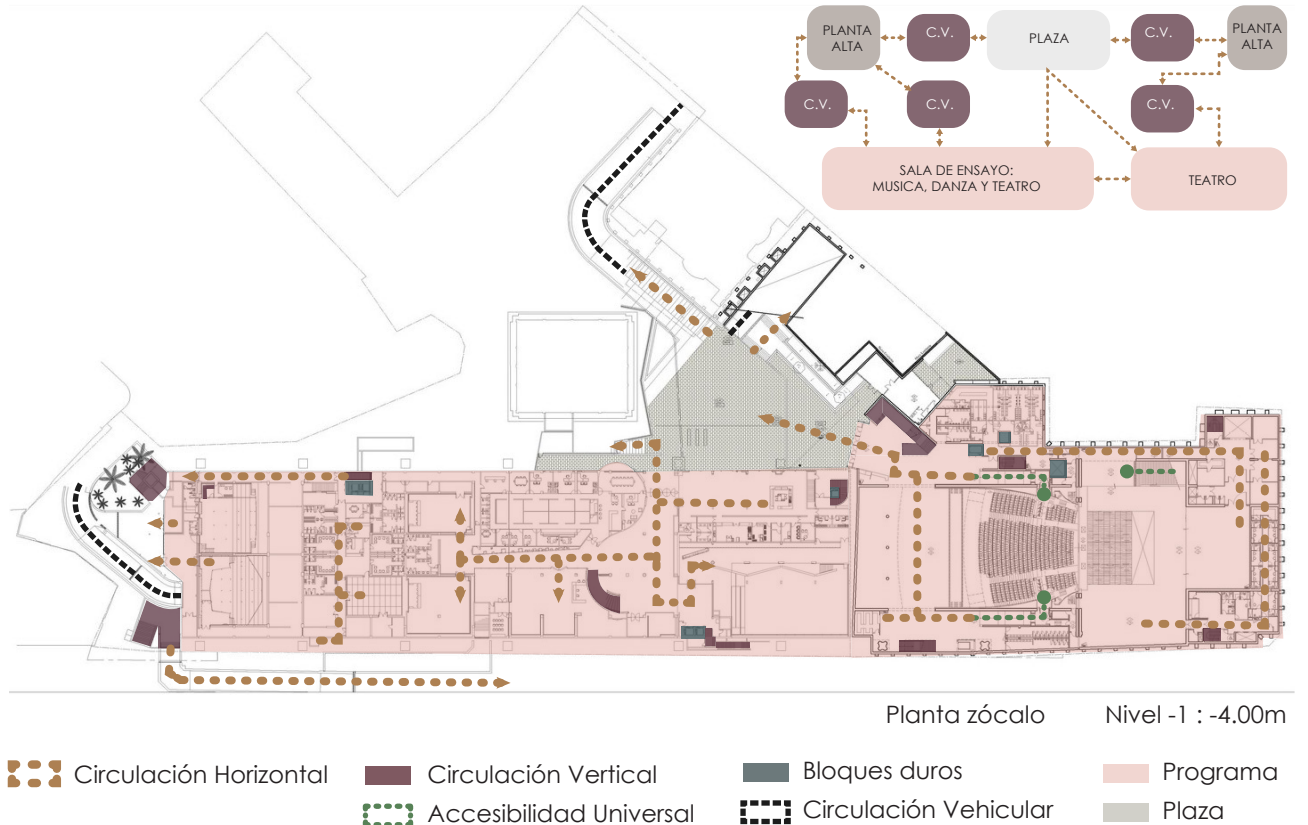 PLANTA
ALTA
C.V.
PLAZA
C.V.
PLANTA
ALTA
C.V.
C.V.
C.V.
SALA DE ENSAYO:
MUSICA, DANZA Y TEATRO
TEATRO
Planta zócalo
Nivel -1 : -4.00m
Circulación Horizontal
Circulación Vertical
Bloques duros
Programa
Accesibilidad Universal
Circulación Vehicular
Plaza